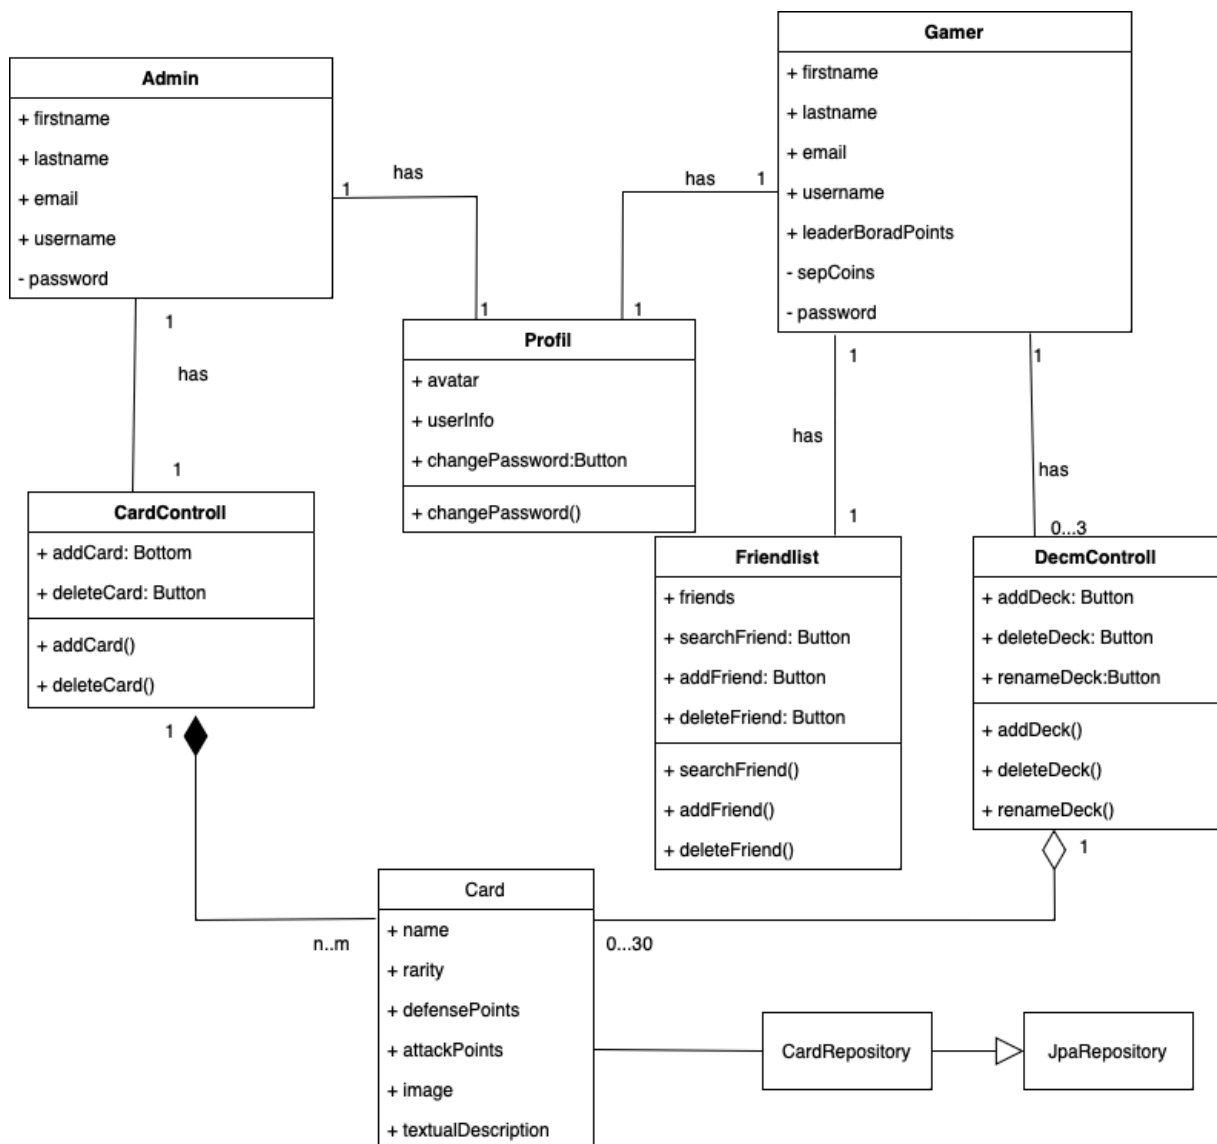 Admin
+ firstname
+ lastname
+ email
+ username
- password
1
has
1
has
1
1
Gamer
+ firstname
+ lastname
+ email
+ username
+ leaderBoradPoints
- sepCoins
- password
Profil
+ avatar
+ userInfo
+ changePassword:Button
+ changePassword()
1
has
1
CardControll
+ addCard: Bottom
+ deleteCard: Button
+ addCard()
+ deleteCard()
1
has
1
Friendlist
+ friends
+ searchFriend: Button
+ addFriend: Button
+ deleteFriend: Button
+ searchFriend()
+ addFriend()
+ deleteFriend()
1
has
0...3
DecmControll
+ addDeck: Button
+ deleteDeck: Button
+ renameDeck:Button
+ addDeck()
+ deleteDeck()
+ renameDeck()
1
n..m
1
0...30
Card
+ name
+ rarity
+ defensePoints
+ attackPoints
+ image
+ textualDescription
CardRepository
JpaRepository